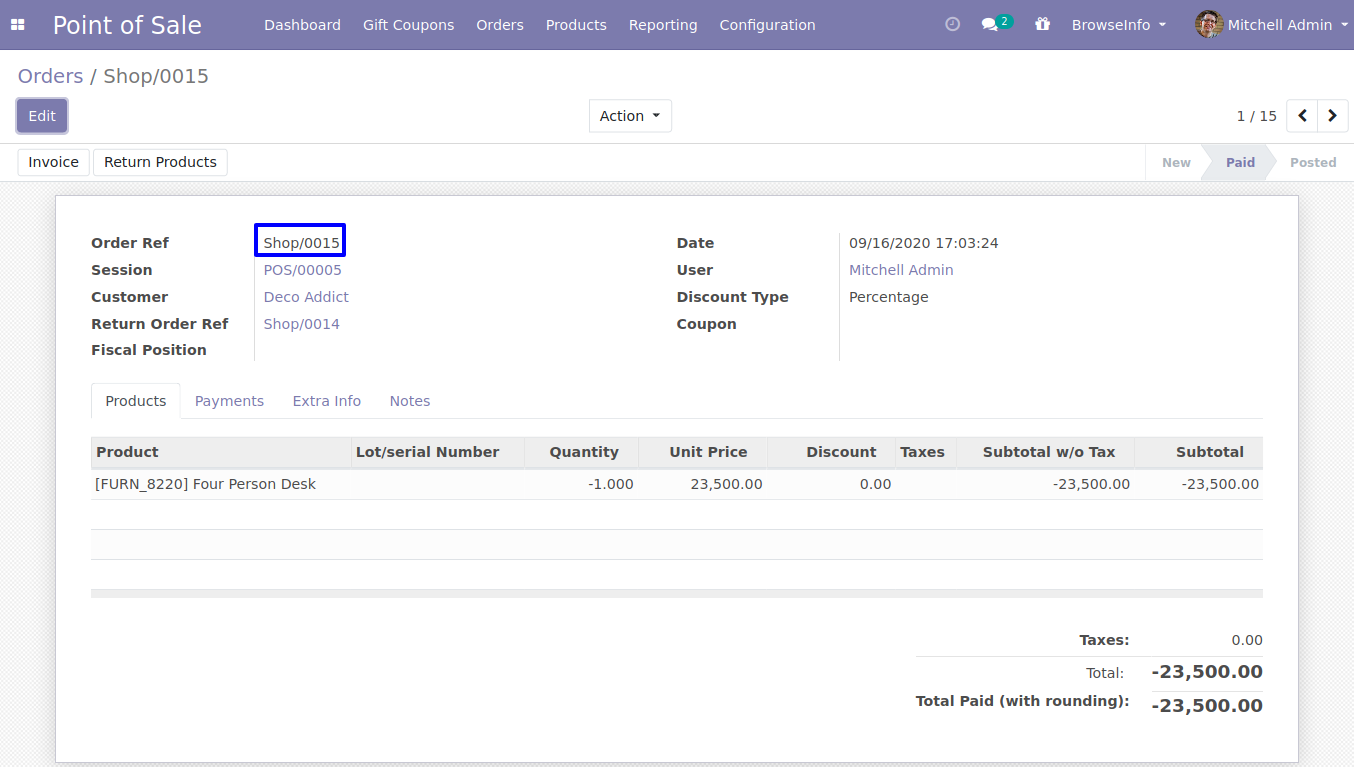 Point of Sale Dashboard Gift Coupons Orders Products Reporting Configuration 2 BrowseInfo Mitchell Admin
Orders / Shop/0015
Edit Action 1 / 15
Invoice Return Products New Paid Posted
Order Ref Shop/0015 Date 09/16/2020 17:03:24
Session POS/00005 User Mitchell Admin
Customer Deco Addict Discount Type Percentage
Return Order Ref Shop/0014 Coupon
Fiscal Position
Products Payments Extra Info Notes
Product Lot/serial Number Quantity Unit Price Discount Taxes Subtotal w/o Tax Subtotal
[FURN_8220] Four Person Desk -1.000 23,500.00 0.00 -23,500.00 -23,500.00
Taxes: 0.00
Total: -23,500.00
Total Paid (with rounding): -23,500.00